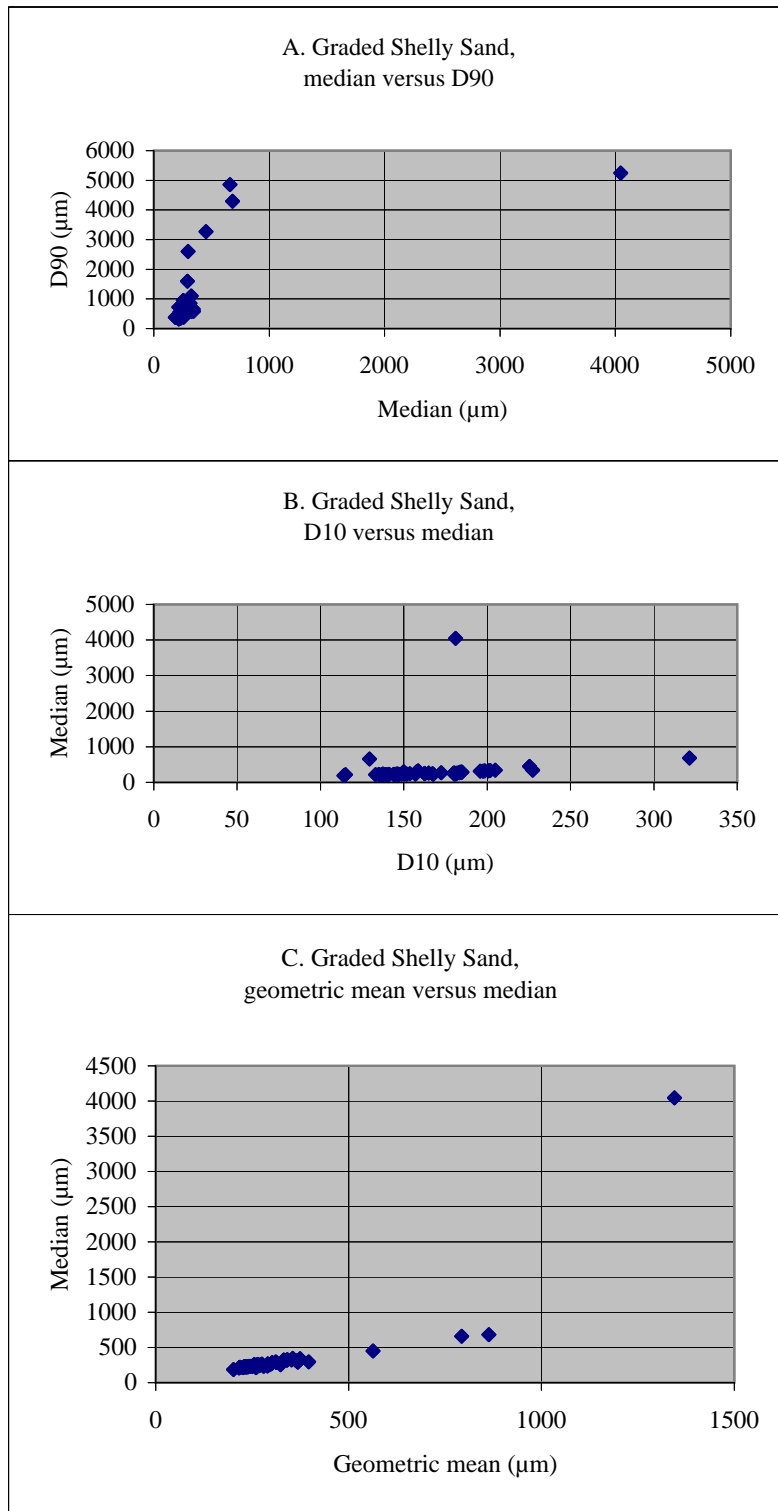 A. Graded Shelly Sand,
median versus D90
6000
5000
4000
3000
2000
1000
0
D90 (µm)
0 1000 2000 3000 4000 5000
Median (µm)
B. Graded Shelly Sand,
D10 versus median
5000
4000
3000
2000
1000
0
Median (µm)
0 50 100 150 200 250 300 350
D10 (µm)
C. Graded Shelly Sand,
geometric mean versus median
4500
4000
3500
3000
2500
2000
1500
1000
500
0
Median (µm)
0 500 1000 1500
Geometric mean (µm)